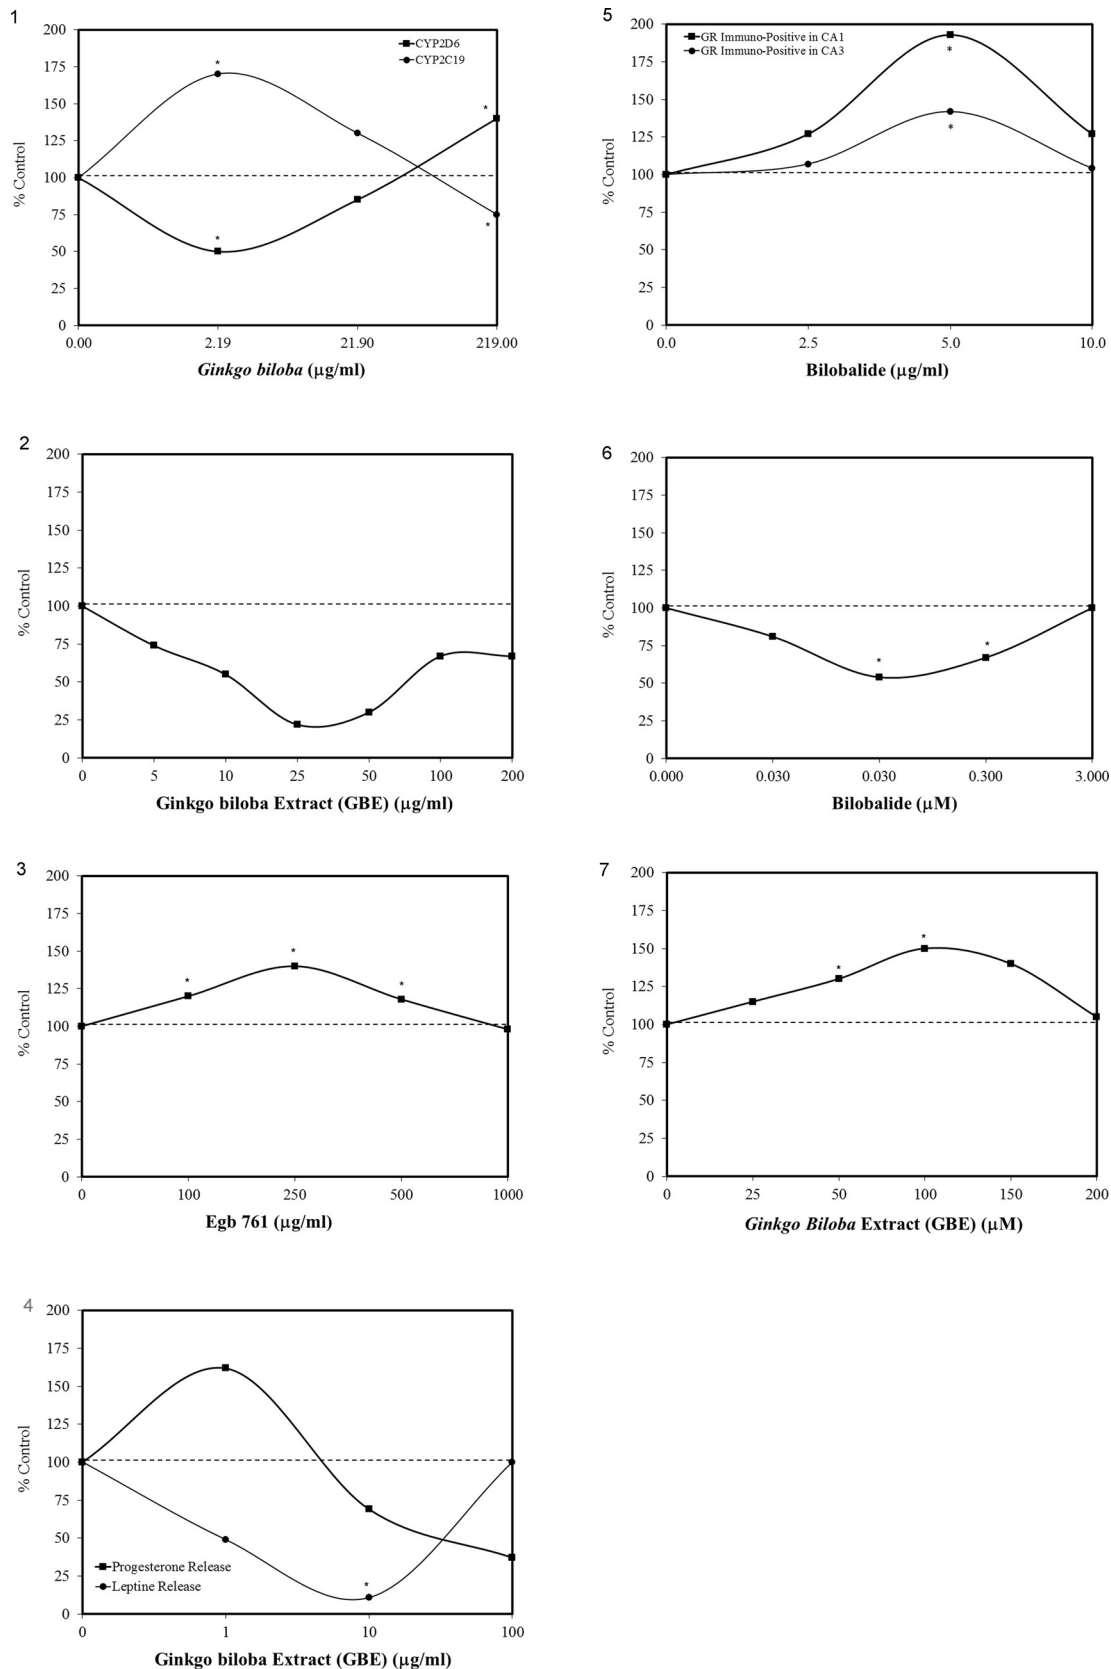 1
200
175
150
125
100
75
50
25
0
% Control
CYP2D6
CYP2C19
*
*
*
*
0.00 2.19 21.90 219.00
Ginkgo biloba (µg/ml)
2
200
175
150
125
100
75
50
25
0
% Control
0 5 10 25 50 100 200
Ginkgo biloba Extract (GBE) (µg/ml)
3
200
175
150
125
100
75
50
25
0
% Control
* * *
0 100 250 500 1000
Egb 761 (µg/ml)
4
200
175
150
125
100
75
50
25
0
% Control
Progesterone Release
Leptine Release
*
0 1 10 100
Ginkgo biloba Extract (GBE) (µg/ml)
5
200
175
150
125
100
75
50
25
0
% Control
GR Immuno-Positive in CA1
GR Immuno-Positive in CA3
*
*
0.0 2.5 5.0 10.0
Bilobalide (µg/ml)
6
200
175
150
125
100
75
50
25
0
% Control
* *
0.000 0.030 0.030 0.300 3.000
Bilobalide (µM)
7
200
175
150
125
100
75
50
25
0
% Control
* *
0 25 50 100 150 200
Ginkgo Biloba Extract (GBE) (µM)